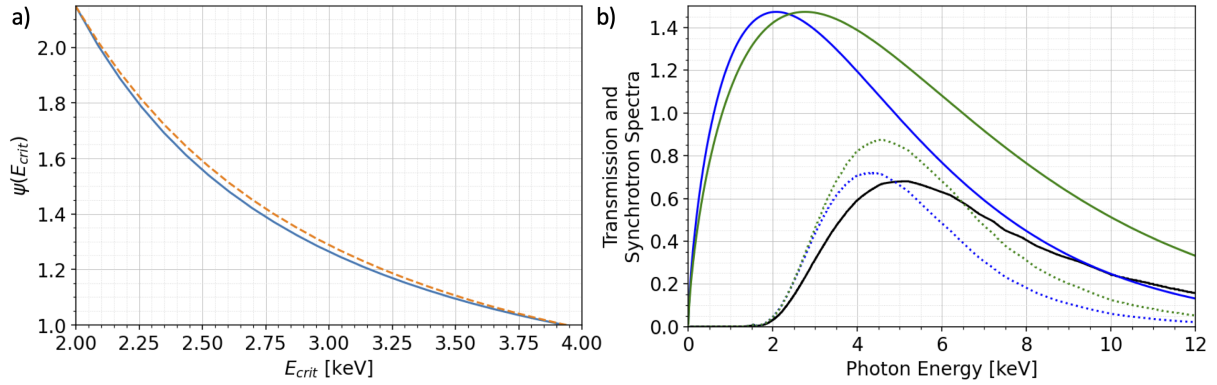 a)
ψ(E_crit)
2.0
1.8
1.6
1.4
1.2
1.0
2.00 2.25 2.50 2.75 3.00 3.25 3.50 3.75 4.00
E_crit [keV]
b)
Transmission and
Synchrotron Spectra
1.4
1.2
1.0
0.8
0.6
0.4
0.2
0.0
0 2 4 6 8 10 12
Photon Energy [keV]